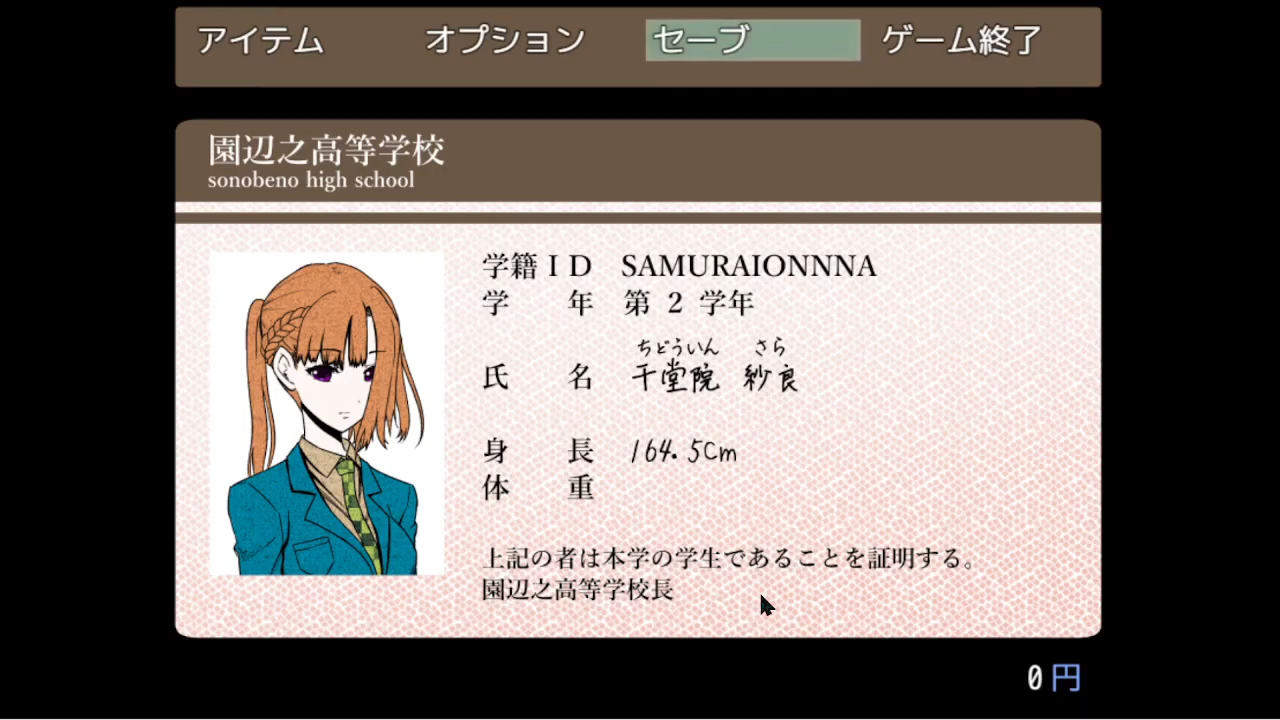 アイテム オプション セーブ ゲーム終了
園辺之高等学校
sonobeno high school
学籍ＩＤ SAMURAIONNNA
学 年 第 2 学年
ちどういん さら
氏 名 千堂院 紗良
身 長 164.5Cm
体 重
上記の者は本学の学生であることを証明する。
園辺之高等学校長
0 円